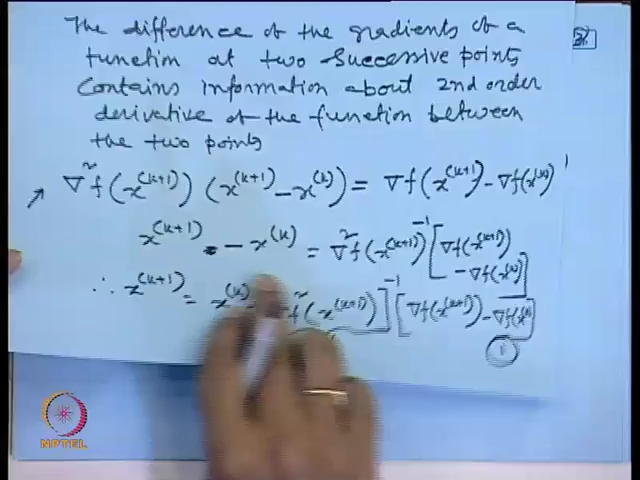 The difference of the gradients of a
function at two successive points
Contains information about 2nd order
derivative of the function between
the two points
∇²f(x^(k+1)) (x^(k+1) - x^(k)) = ∇f(x^(k+1)) - ∇f(x^(k))
x^(k+1) - x^(k) = ∇²f(x^(k+1))^-1 [∇f(x^(k+1)) - ∇f(x^(k))]
∴ x^(k+1) = x^(k) f(x^(k+1))]^-1 [∇f(x^(k+1)) - ∇f(x^(k))]
1
NPTEL